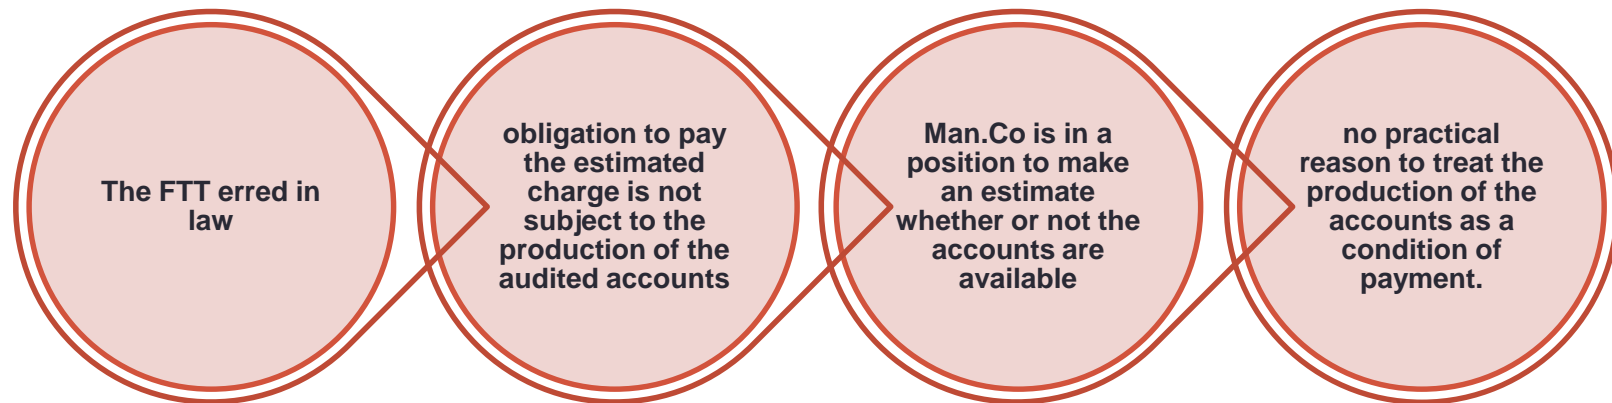 The FTT erred in
law
obligation to pay
the estimated
charge is not
subject to the
production of the
audited accounts
Man.Co is in a
position to make
an estimate
whether or not the
accounts are
available
no practical
reason to treat the
production of the
accounts as a
condition of
payment.